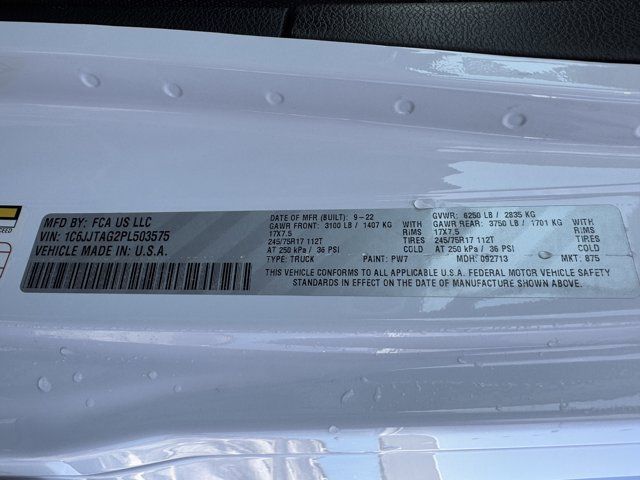 MFD BY: FCA US LLC
VIN: 1C6JJTAG2PL503575
VEHICLE MADE IN: U.S.A.
DATE OF MFR (BUILT): 9-22
GAWR FRONT: 3100 LB / 1407 KG WITH
17X7.5 RIMS
245/75R17 112T TIRES
AT 250 kPa / 36 PSI COLD
TYPE: TRUCK PAINT: PW7
GVWR: 6250 LB / 2835 KG
GAWR REAR: 3750 LB / 1701 KG WITH
17X7.5 RIMS
245/75R17 112T TIRES
AT 250 kPa / 36 PSI COLD
MDH: 092713 MKT: 875
THIS VEHICLE CONFORMS TO ALL APPLICABLE U.S.A. FEDERAL MOTOR VEHICLE SAFETY
STANDARDS IN EFFECT ON THE DATE OF MANUFACTURE SHOWN ABOVE.